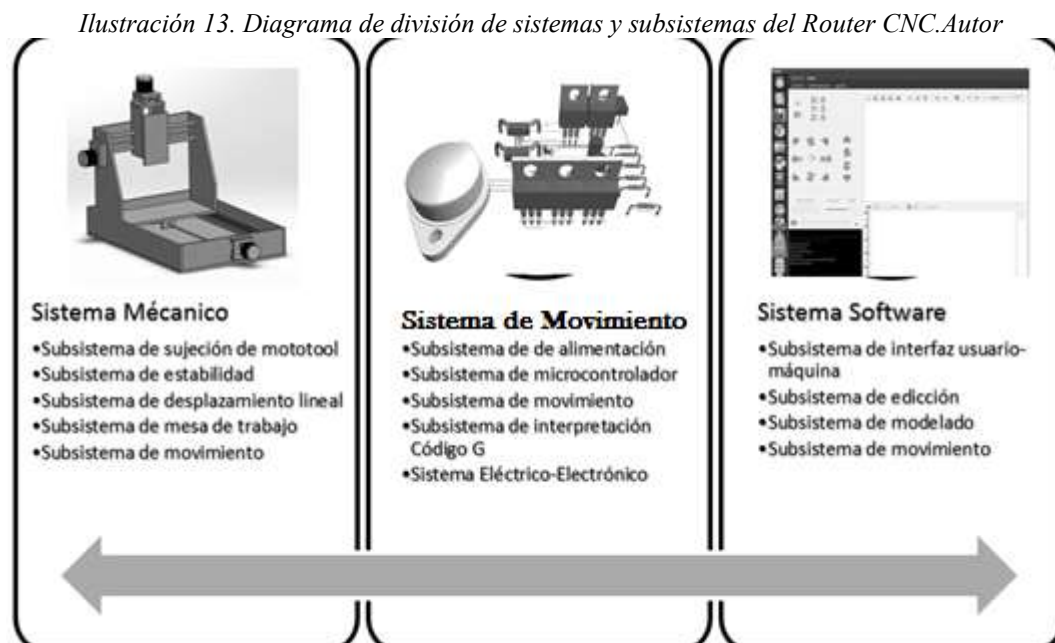 Ilustración 13. Diagrama de división de sistemas y subsistemas del Router CNC.Autor
Sistema Mécanico
•Subsistema de sujeción de mototool
•Subsistema de estabilidad
•Subsistema de desplazamiento lineal
•Subsistema de mesa de trabajo
•Subsistema de movimiento
Sistema de Movimiento
•Subsistema de de alimentación
•Subsistema de microcontrolador
•Subsistema de movimiento
•Subsistema de interpretación
Código G
•Sistema Eléctrico-Electrónico
Sistema Software
•Subsistema de interfaz usuario-
máquina
•Subsistema de edicción
•Subsistema de modelado
•Subsistema de movimiento